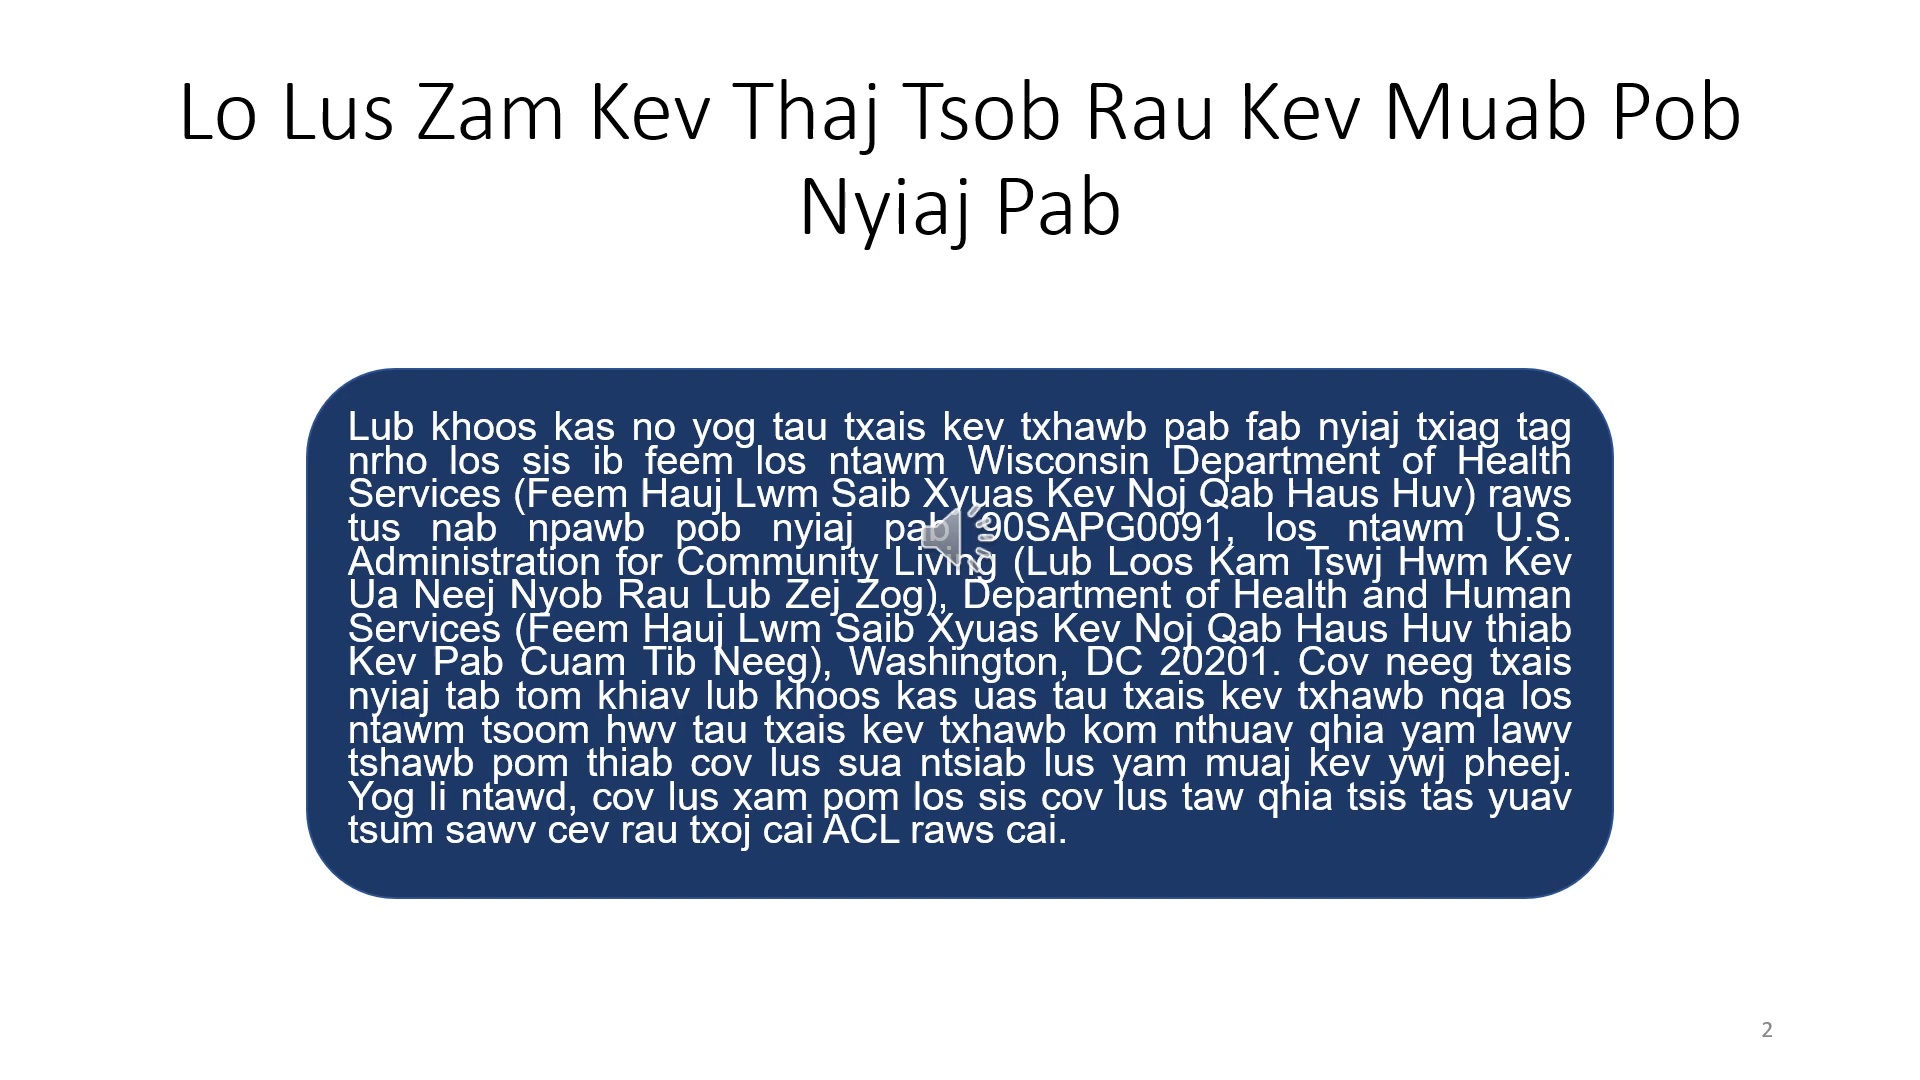 Lo Lus Zam Kev Thaj Tsob Rau Kev Muab Pob
Nyiaj Pab
Lub khoos kas no yog tau txais kev txhawb pab fab nyiaj txiag tag
nrho los sis ib feem los ntawm Wisconsin Department of Health
Services (Feem Hauj Lwm Saib Xyuas Kev Noj Qab Haus Huv) raws
tus nab npawb pob nyiaj pab 90SAPG0091, los ntawm U.S.
Administration for Community Living (Lub Loos Kam Tswj Hwm Kev
Ua Neej Nyob Rau Lub Zej Zog), Department of Health and Human
Services (Feem Hauj Lwm Saib Xyuas Kev Noj Qab Haus Huv thiab
Kev Pab Cuam Tib Neeg), Washington, DC 20201. Cov neeg txais
nyiaj tab tom khiav lub khoos kas uas tau txais kev txhawb nqa los
ntawm tsoom hwv tau txais kev txhawb kom nthuav qhia yam lawv
tshawb pom thiab cov lus sua ntsiab lus yam muaj kev ywj pheej.
Yog li ntawd, cov lus xam pom los sis cov lus taw qhia tsis tas yuav
tsum sawv cev rau txoj cai ACL raws cai.
2